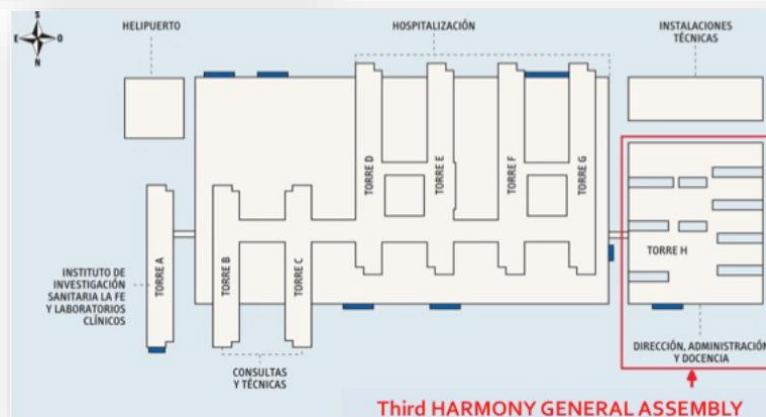 S
E O
N
HELIPUERTO
HOSPITALIZACIÓN
INSTALACIONES
TÉCNICAS
TORRE D
TORRE E
TORRE F
TORRE G
TORRE A
TORRE B
TORRE C
TORRE H
INSTITUTO DE
INVESTIGACIÓN
SANITARIA LA FE
Y LABORATORIOS
CLÍNICOS
CONSULTAS
Y TÉCNICAS
DIRECCIÓN, ADMINISTRACIÓN
Y DOCENCIA
Third HARMONY GENERAL ASSEMBLY